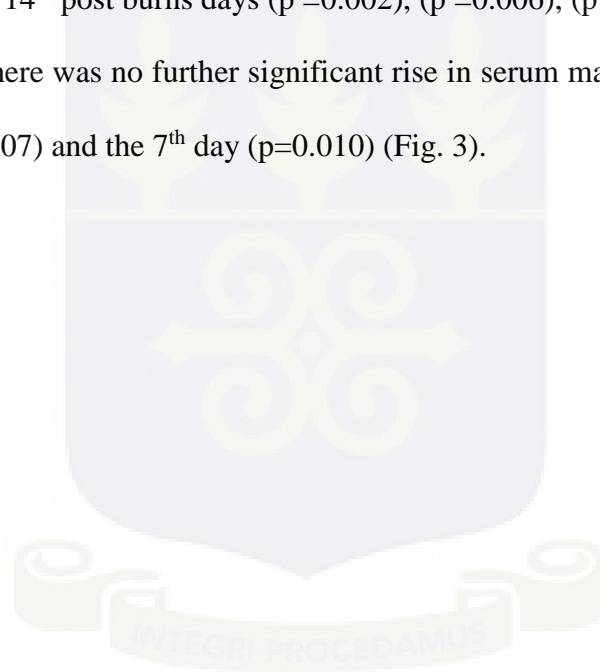 14 post burns days (p =0.002), (p =0.006), (p
here was no further significant rise in serum ma
07) and the 7th day (p=0.010) (Fig. 3).
INTEGRI PROCEDAMUS